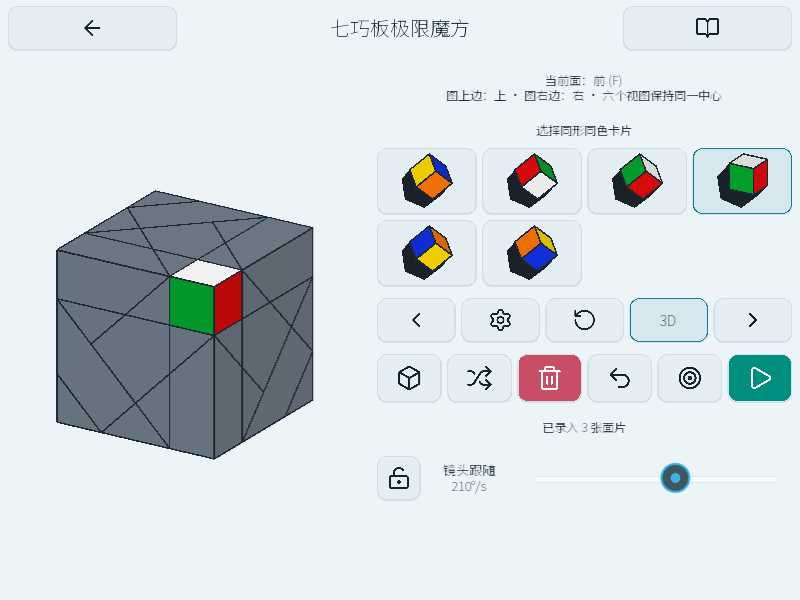 七巧板极限魔方
当前面：前 (F)
图上边：上 · 图右边：右 · 六个视图保持同一中心
选择同形同色卡片
3D
已录入 3 张面片
镜头跟随
210°/s